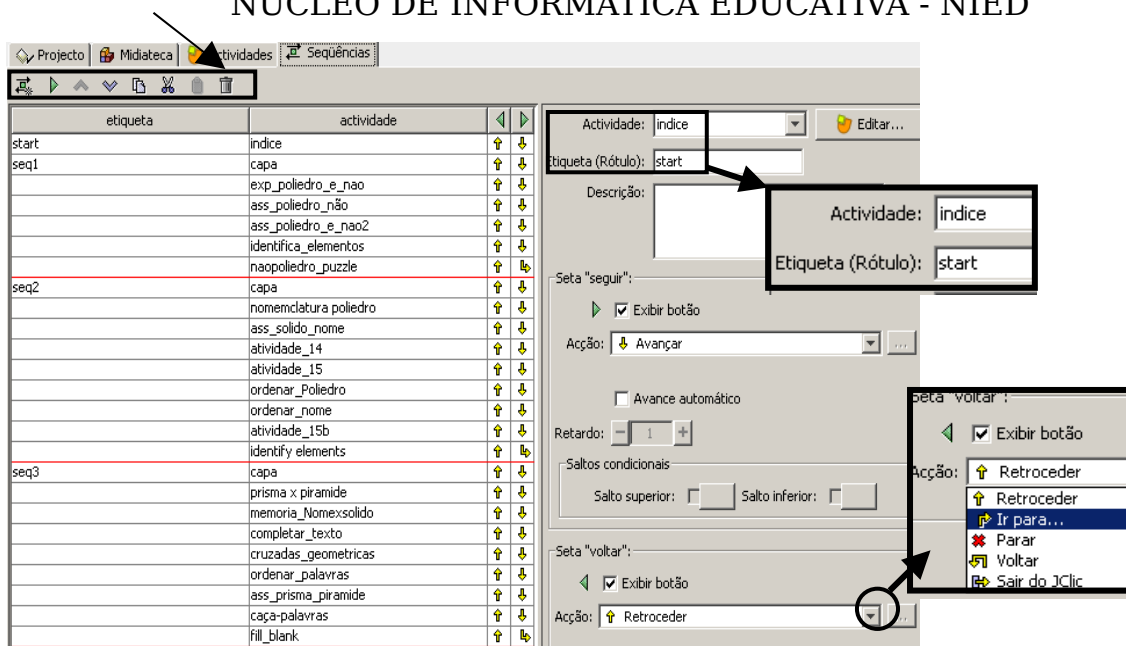 NÚCLEO DE INFORMÁTICA EDUCATIVA - NIED
Projecto Midiateca Actividades Seqüências
etiqueta actividade
start indice
seq1 capa
exp_poliedro_e_nao
ass_poliedro_não
ass_poliedro_e_nao2
identifica_elementos
naopoliedro_puzzle
seq2 capa
nomemclatura poliedro
ass_solido_nome
atividade_14
atividade_15
ordenar_Poliedro
ordenar_nome
atividade_15b
identify elements
seq3 capa
prisma x piramide
memoria_Nomexsolido
completar_texto
cruzadas_geometricas
ordenar_palavras
ass_prisma_piramide
caça-palavras
fill_blank
Actividade: indice Editar...
Etiqueta (Rótulo): start
Descrição:
Actividade: indice
Etiqueta (Rótulo): start
Seta "seguir":
Exibir botão
Acção: Avançar ...
Avance automático
Retardo: 1
Saltos condicionais
Salto superior: Salto inferior:
Seta "voltar":
Exibir botão
Acção: Retroceder ...
Seta "voltar":
Exibir botão
Acção: Retroceder
Retroceder
Ir para...
Parar
Voltar
Sair do JClic